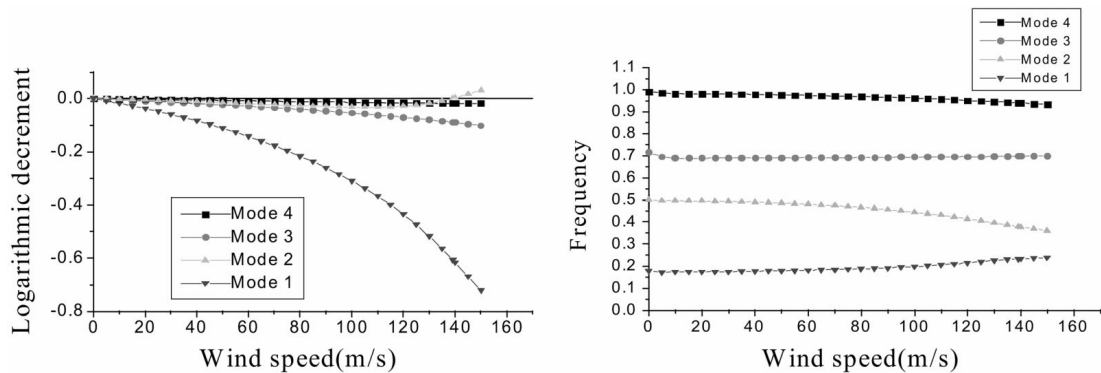 Logarithmic decrement
0.0
-0.2
-0.4
-0.6
-0.8
Mode 4
Mode 3
Mode 2
Mode 1
0 20 40 60 80 100 120 140 160
Wind speed(m/s)
Mode 4
Mode 3
Mode 2
Mode 1
Frequency
1.1
1.0
0.9
0.8
0.7
0.6
0.5
0.4
0.3
0.2
0.1
0.0
0 20 40 60 80 100 120 140 160
Wind speed(m/s)